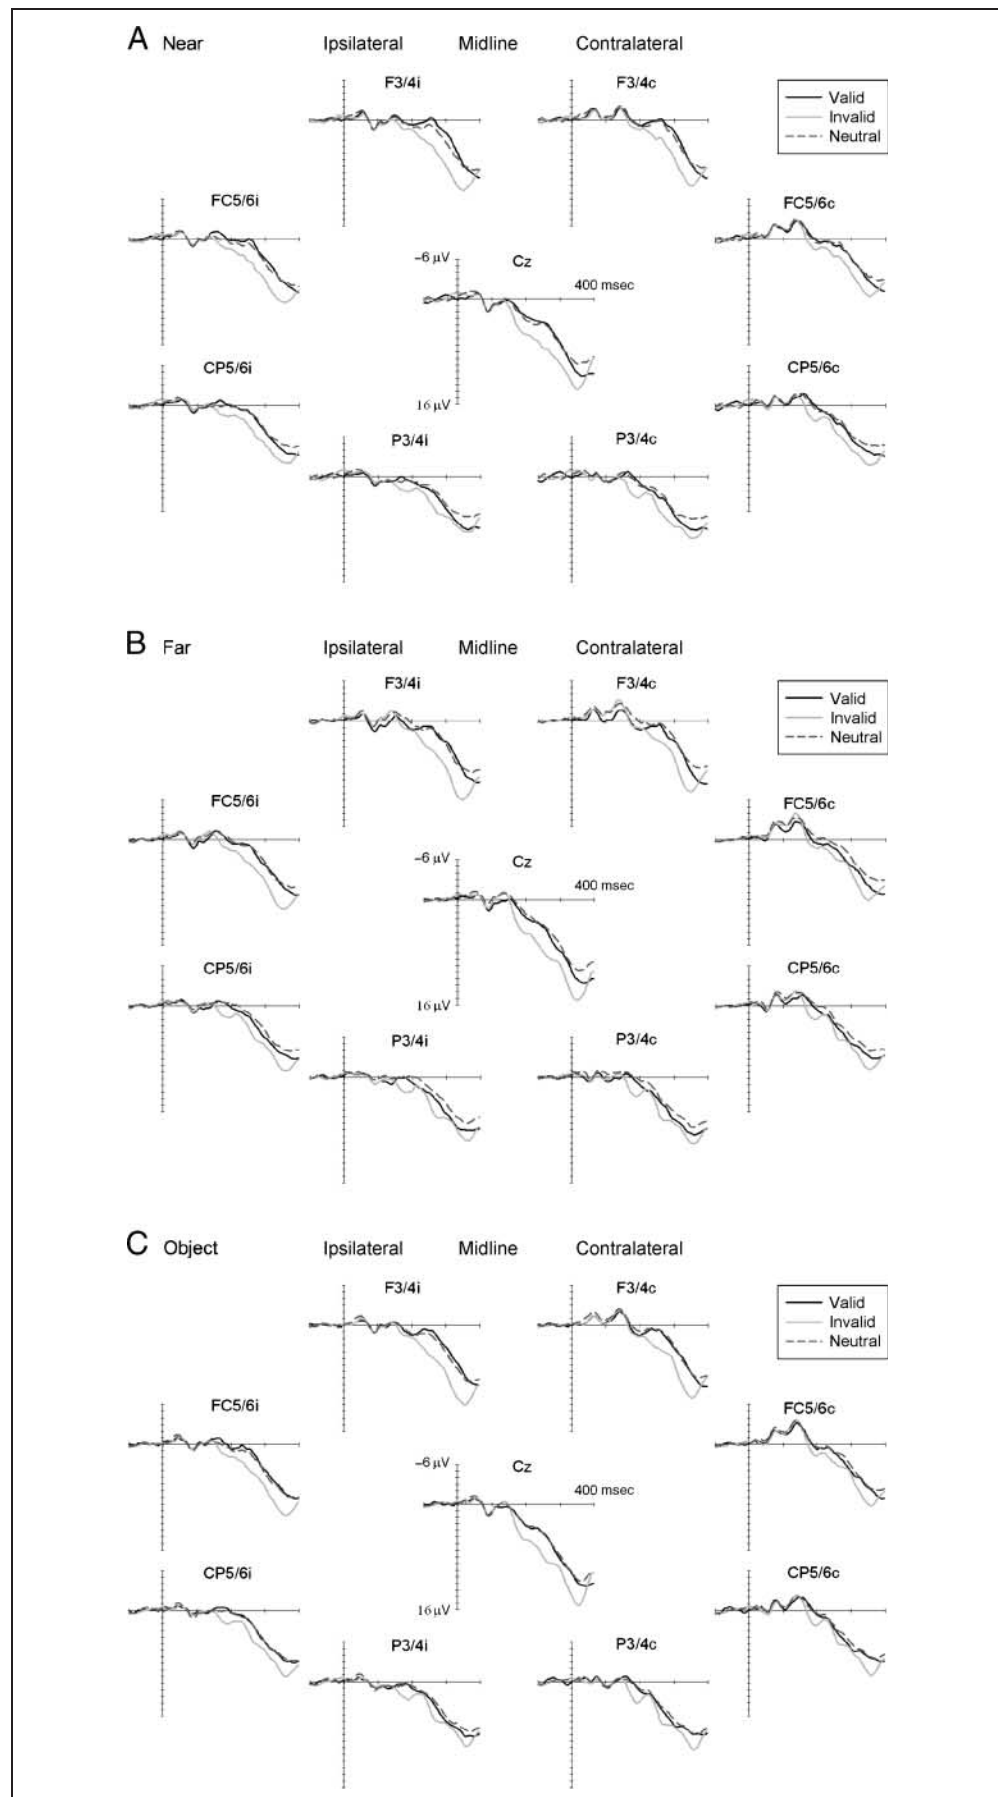 A Near Ipsilateral Midline Contralateral
F3/4i F3/4c
Valid
Invalid
Neutral
FC5/6i FC5/6c
−6 µV Cz
400 msec
CP5/6i CP5/6c
16 µV
P3/4i P3/4c
B Far Ipsilateral Midline Contralateral
F3/4i F3/4c
Valid
Invalid
Neutral
FC5/6i FC5/6c
−6 µV Cz
400 msec
CP5/6i CP5/6c
16 µV
P3/4i P3/4c
C Object Ipsilateral Midline Contralateral
F3/4i F3/4c
Valid
Invalid
Neutral
FC5/6i FC5/6c
−6 µV Cz
400 msec
CP5/6i CP5/6c
16 µV
P3/4i P3/4c